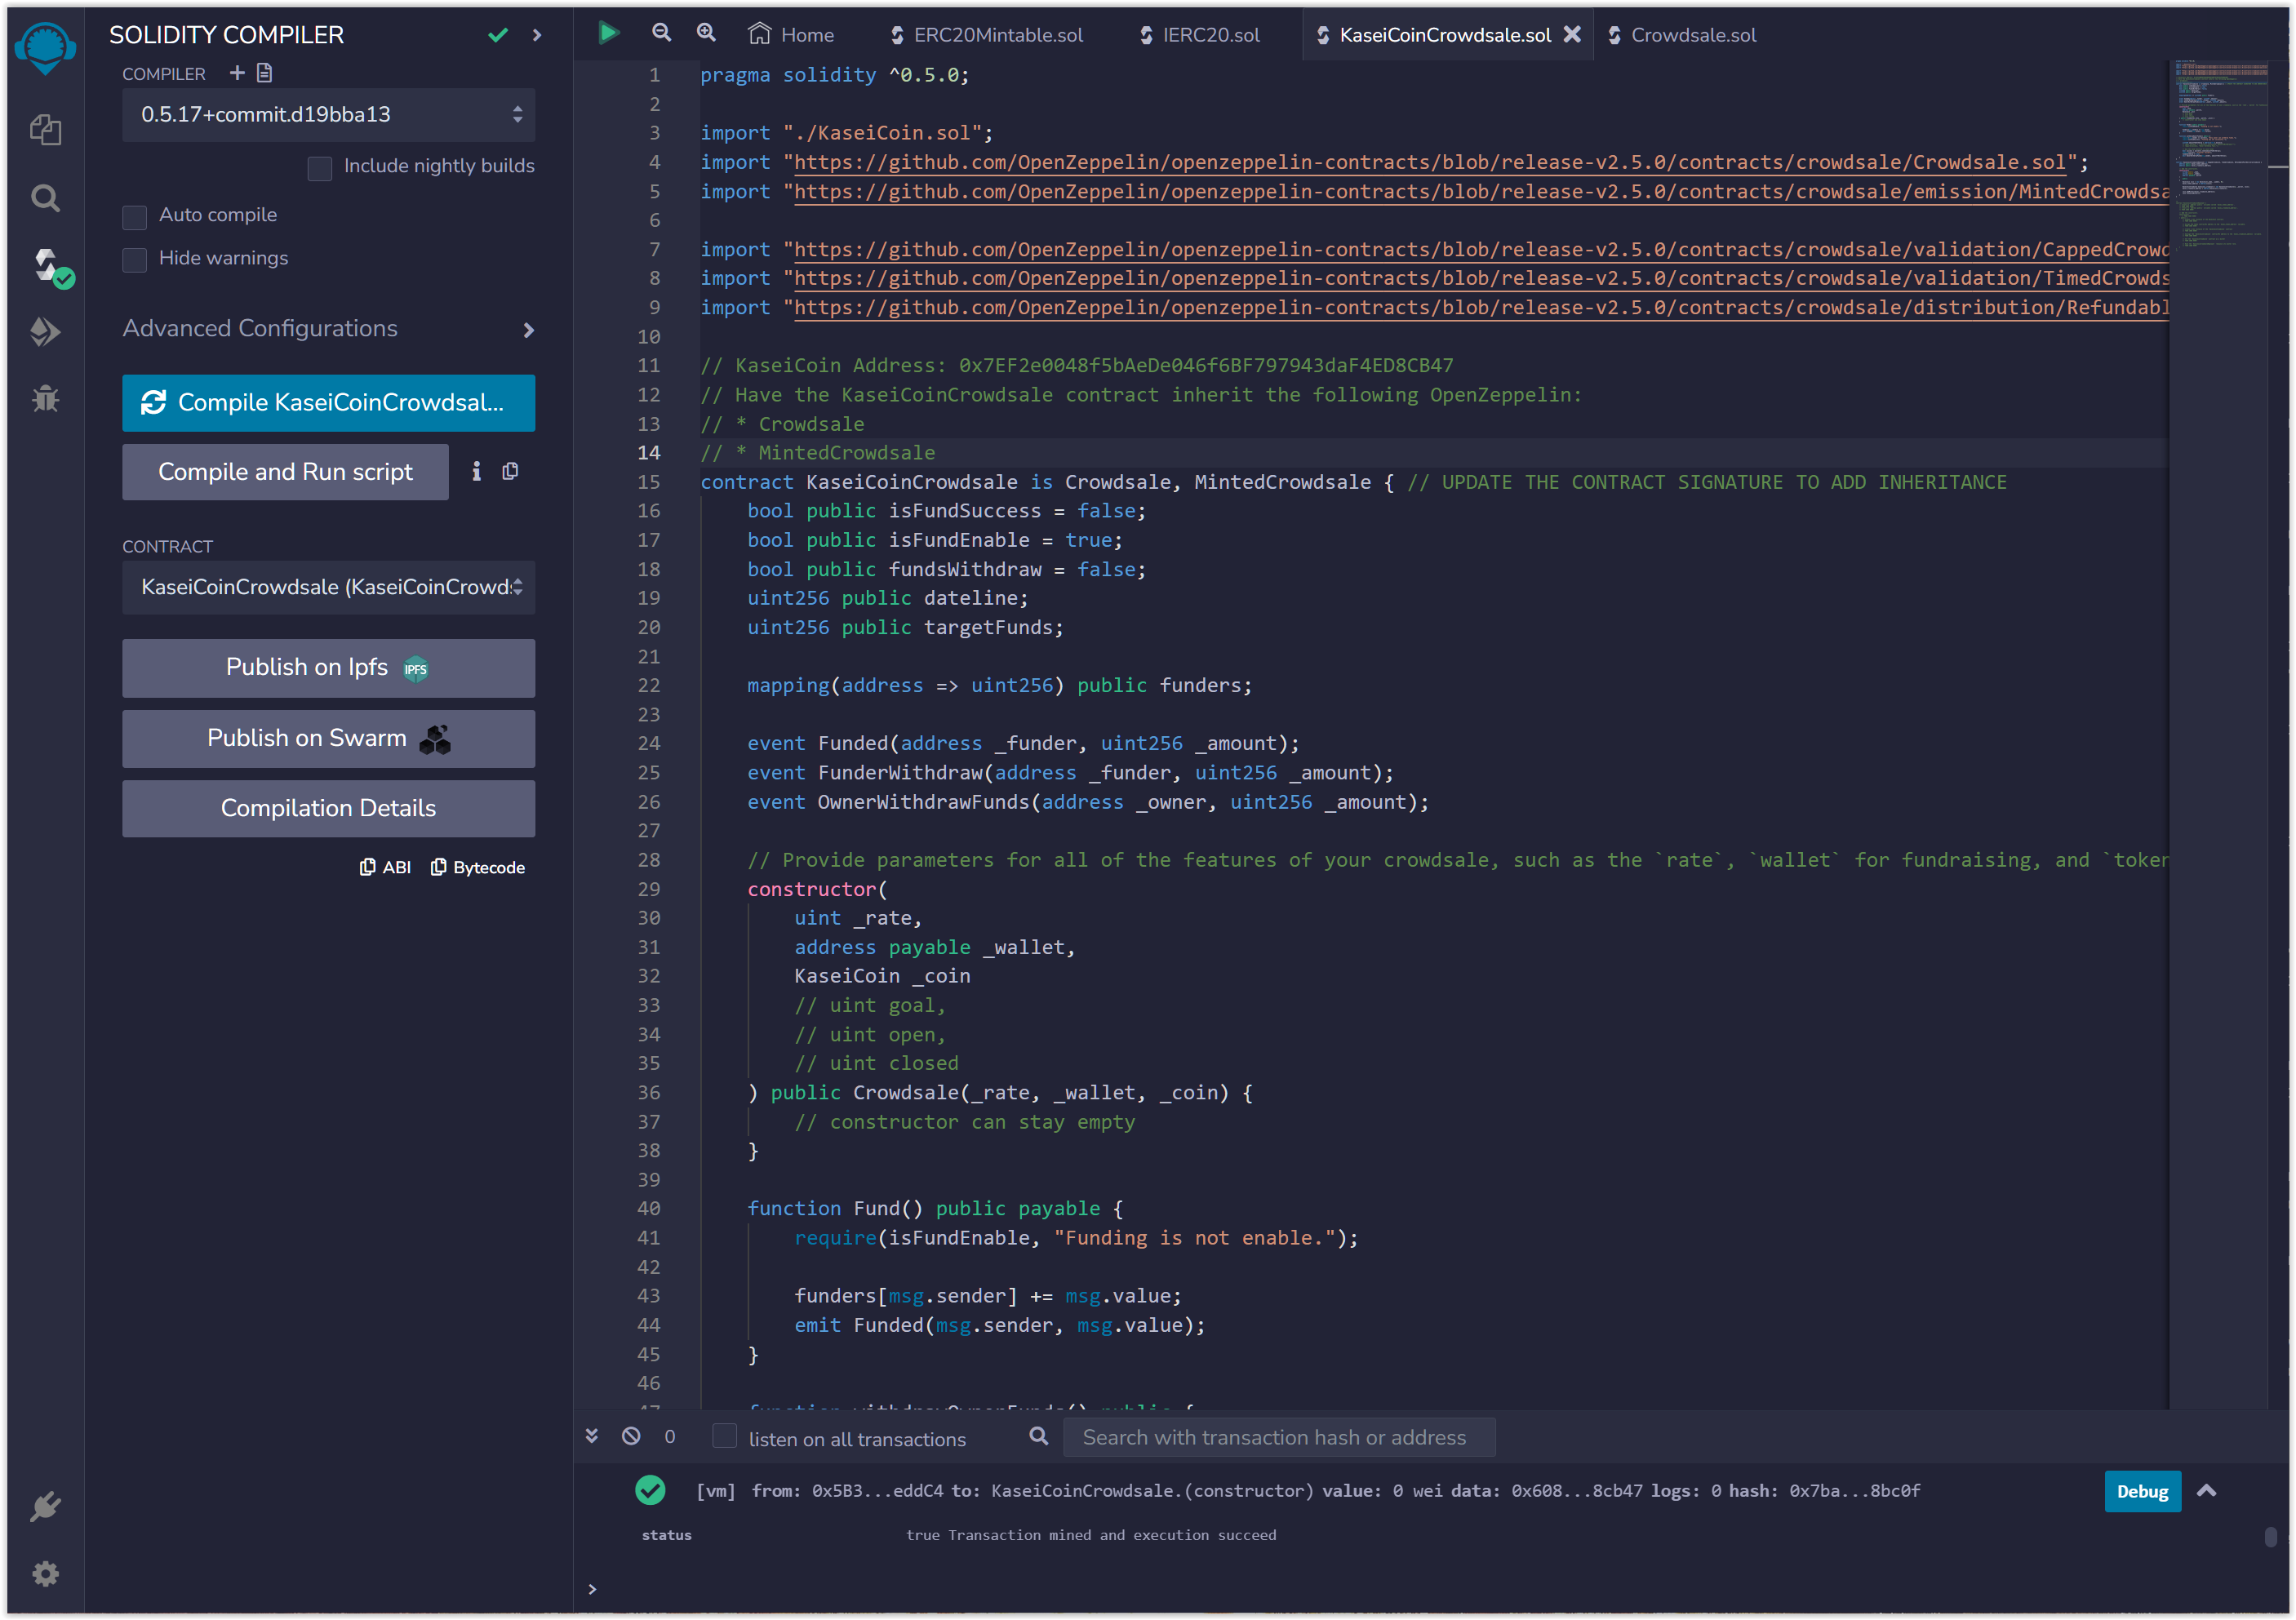 SOLIDITY COMPILER
COMPILER
0.5.17+commit.d19bba13
Include nightly builds
Auto compile
Hide warnings
Advanced Configurations
Compile KaseiCoinCrowdsal...
Compile and Run script
CONTRACT
KaseiCoinCrowdsale (KaseiCoinCrowd
Publish on Ipfs IPFS
Publish on Swarm
Compilation Details
ABI Bytecode
Home ERC20Mintable.sol IERC20.sol KaseiCoinCrowdsale.sol Crowdsale.sol
1 pragma solidity ^0.5.0;
2
3 import "./KaseiCoin.sol";
4 import "https://github.com/OpenZeppelin/openzeppelin-contracts/blob/release-v2.5.0/contracts/crowdsale/Crowdsale.sol";
5 import "https://github.com/OpenZeppelin/openzeppelin-contracts/blob/release-v2.5.0/contracts/crowdsale/emission/MintedCrowdsa
6
7 import "https://github.com/OpenZeppelin/openzeppelin-contracts/blob/release-v2.5.0/contracts/crowdsale/validation/CappedCrowd
8 import "https://github.com/OpenZeppelin/openzeppelin-contracts/blob/release-v2.5.0/contracts/crowdsale/validation/TimedCrowds
9 import "https://github.com/OpenZeppelin/openzeppelin-contracts/blob/release-v2.5.0/contracts/crowdsale/distribution/Refundabl
10
11 // KaseiCoin Address: 0x7EF2e0048f5bAeDe046f6BF797943daF4ED8CB47
12 // Have the KaseiCoinCrowdsale contract inherit the following OpenZeppelin:
13 // * Crowdsale
14 // * MintedCrowdsale
15 contract KaseiCoinCrowdsale is Crowdsale, MintedCrowdsale { // UPDATE THE CONTRACT SIGNATURE TO ADD INHERITANCE
16 bool public isFundSuccess = false;
17 bool public isFundEnable = true;
18 bool public fundsWithdraw = false;
19 uint256 public dateline;
20 uint256 public targetFunds;
21
22 mapping(address => uint256) public funders;
23
24 event Funded(address _funder, uint256 _amount);
25 event FunderWithdraw(address _funder, uint256 _amount);
26 event OwnerWithdrawFunds(address _owner, uint256 _amount);
27
28 // Provide parameters for all of the features of your crowdsale, such as the `rate`, `wallet` for fundraising, and `token
29 constructor(
30 uint _rate,
31 address payable _wallet,
32 KaseiCoin _coin
33 // uint goal,
34 // uint open,
35 // uint closed
36 ) public Crowdsale(_rate, _wallet, _coin) {
37 // constructor can stay empty
38 }
39
40 function Fund() public payable {
41 require(isFundEnable, "Funding is not enable.");
42
43 funders[msg.sender] += msg.value;
44 emit Funded(msg.sender, msg.value);
45 }
46
47 function withdrawOwnerFunds() public {
0 listen on all transactions Search with transaction hash or address
[vm] from: 0x5B3...eddC4 to: KaseiCoinCrowdsale.(constructor) value: 0 wei data: 0x608...8cb47 logs: 0 hash: 0x7ba...8bc0f Debug
status true Transaction mined and execution succeed
>